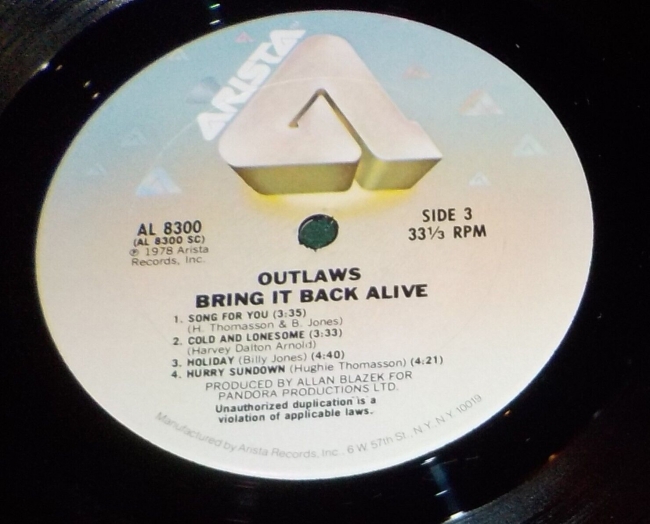 ARISTA
AL 8300
(AL 8300 SC)
℗ 1978 Arista
Records, Inc.
SIDE 3
33⅓ RPM
OUTLAWS
BRING IT BACK ALIVE
1. SONG FOR YOU (3:35)
(H. Thomasson & B. Jones)
2. COLD AND LONESOME (3:33)
(Harvey Dalton Arnold)
3. HOLIDAY (Billy Jones) (4:40)
4. HURRY SUNDOWN (Hughie Thomasson) (4:21)
PRODUCED BY ALLAN BLAZEK FOR
PANDORA PRODUCTIONS LTD.
Unauthorized duplication is a
violation of applicable laws.
Manufactured by Arista Records, Inc. 6 W. 57th St., N.Y., N.Y. 10019